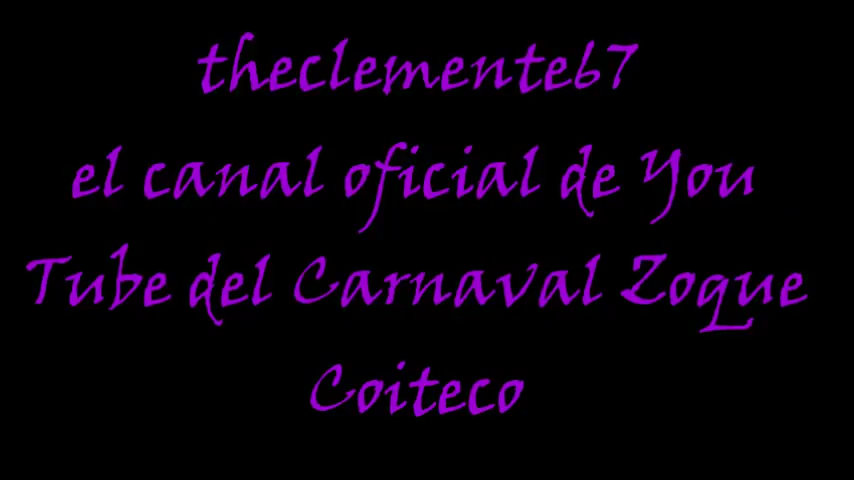 theclemente67
el canal oficial de You
Tube del Carnaval Zoque
Coiteco